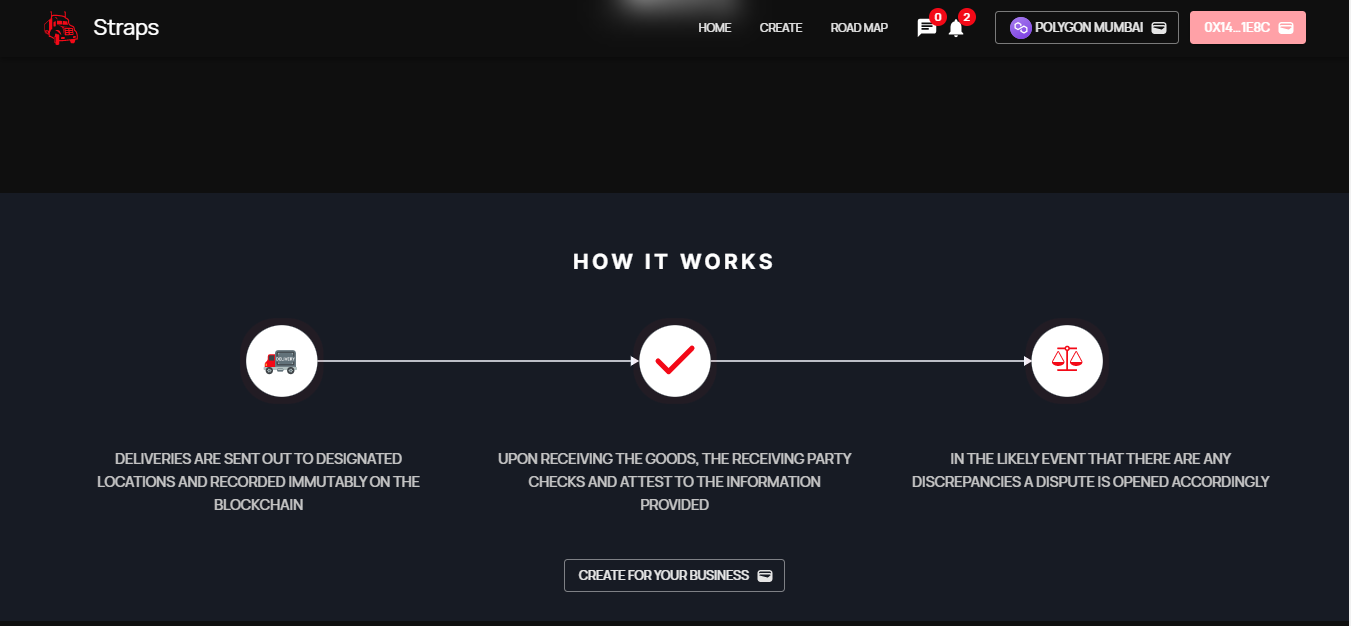 Straps
HOME CREATE ROAD MAP 0 2 POLYGON MUMBAI 0X14...1E8C
HOW IT WORKS
DELIVERY
DELIVERIES ARE SENT OUT TO DESIGNATED
LOCATIONS AND RECORDED IMMUTABLY ON THE
BLOCKCHAIN
UPON RECEIVING THE GOODS, THE RECEIVING PARTY
CHECKS AND ATTEST TO THE INFORMATION
PROVIDED
IN THE LIKELY EVENT THAT THERE ARE ANY
DISCREPANCIES A DISPUTE IS OPENED ACCORDINGLY
CREATE FOR YOUR BUSINESS